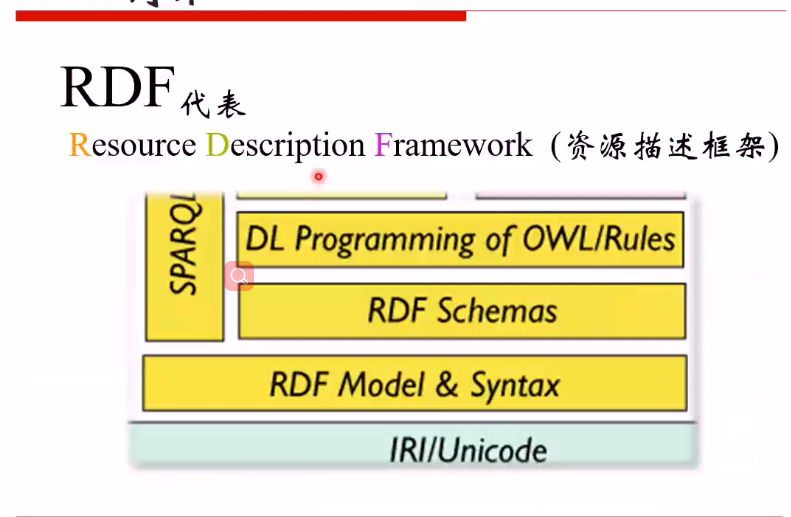 RDF代表
Resource Description Framework (资源描述框架)
SPARQL
DL Programming of OWL/Rules
RDF Schemas
RDF Model & Syntax
IRI/Unicode